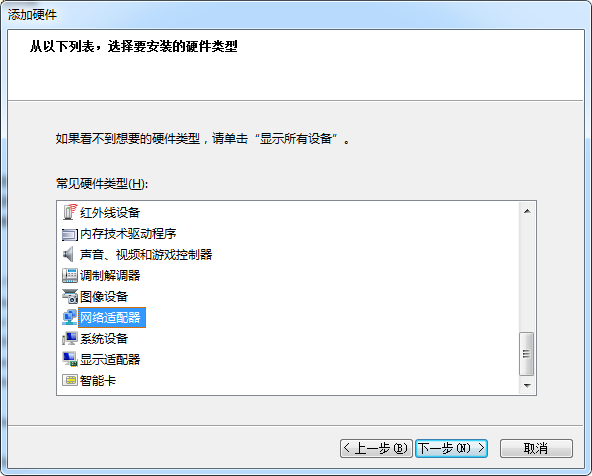 添加硬件
从以下列表，选择要安装的硬件类型
如果看不到想要的硬件类型，请单击“显示所有设备”。
常见硬件类型(H):
红外线设备
内存技术驱动程序
声音、视频和游戏控制器
调制解调器
图像设备
网络适配器
系统设备
显示适配器
智能卡
< 上一步(B) 下一步(N) > 取消